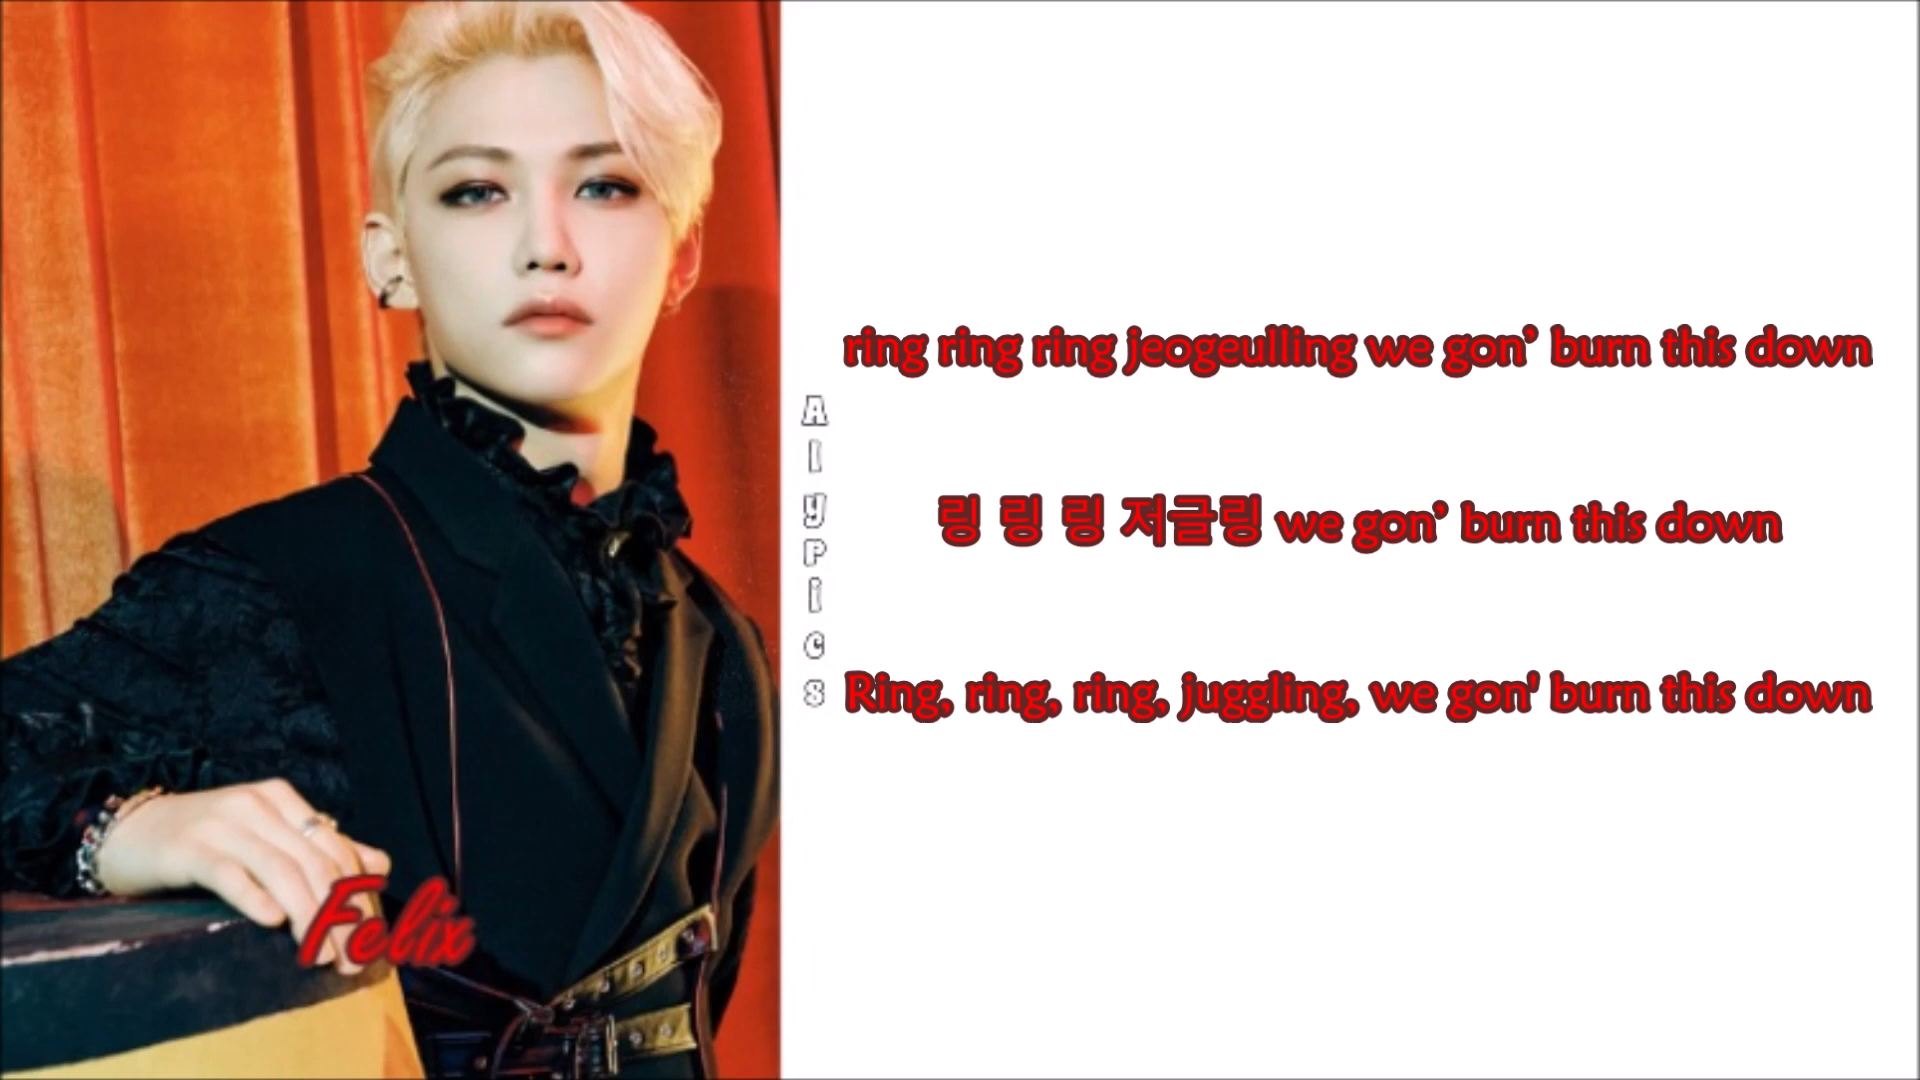 ring ring ring jeogeulling we gon’ burn this down
링 링 링 저글링 we gon’ burn this down
Ring, ring, ring, juggling, we gon' burn this down
AlyPics
Felix